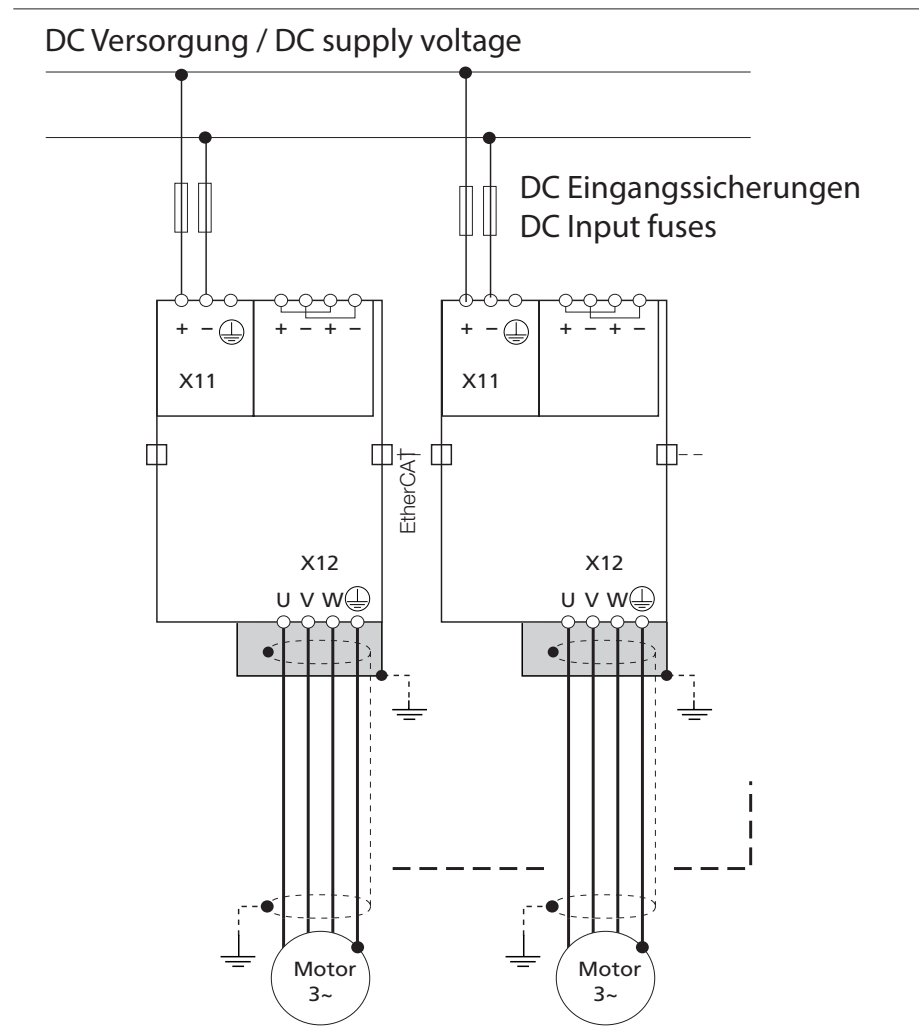 DC Versorgung / DC supply voltage
DC Eingangssicherungen
DC Input fuses
+ − + − + −
+ − + − + −
X11
X11
EtherCAT
X12
X12
U V W
U V W
Motor
3~
Motor
3~